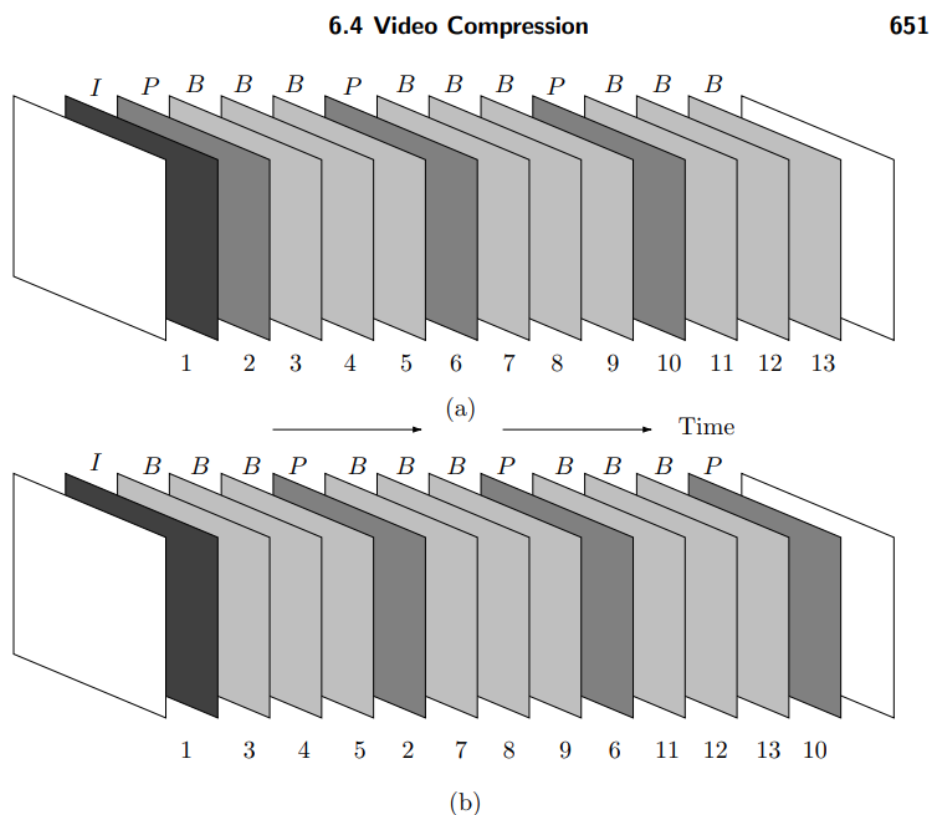 6.4 Video Compression 651
I P B B B P B B B P B B B
1 2 3 4 5 6 7 8 9 10 11 12 13
(a)
Time
I B B B P B B B P B B B P
1 3 4 5 2 7 8 9 6 11 12 13 10
(b)